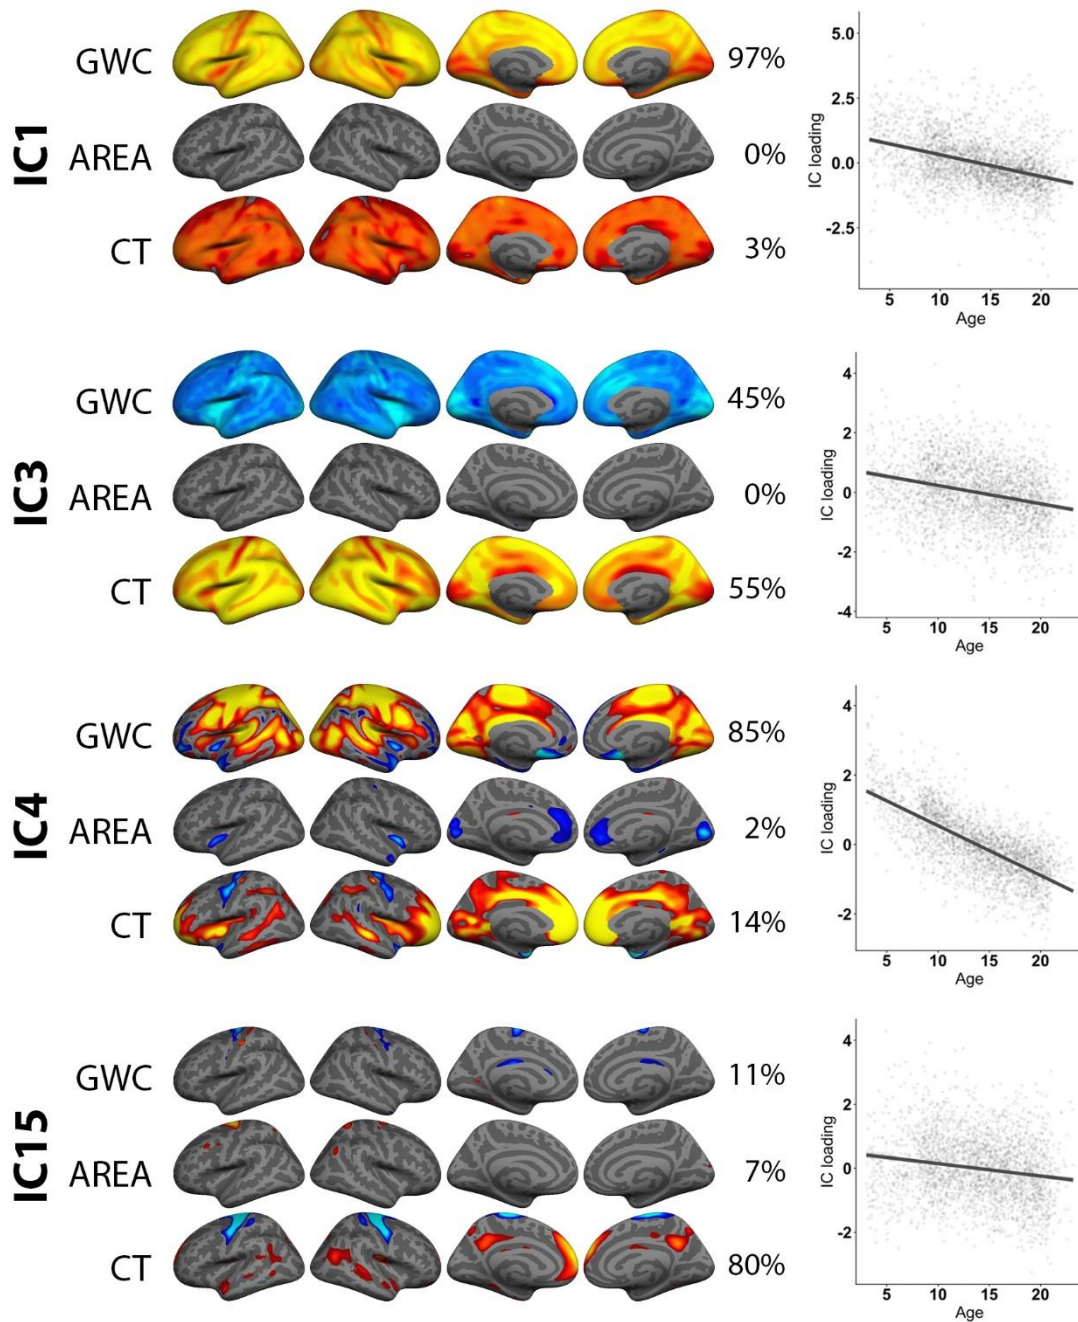 IC1
GWC 97%
AREA 0%
CT 3%
5.0
2.5
0.0
-2.5
IC loading
5 10 15 20
Age
IC3
GWC 45%
AREA 0%
CT 55%
4
2
0
-2
-4
IC loading
5 10 15 20
Age
IC4
GWC 85%
AREA 2%
CT 14%
4
2
0
-2
IC loading
5 10 15 20
Age
IC15
GWC 11%
AREA 7%
CT 80%
4
2
0
-2
IC loading
5 10 15 20
Age